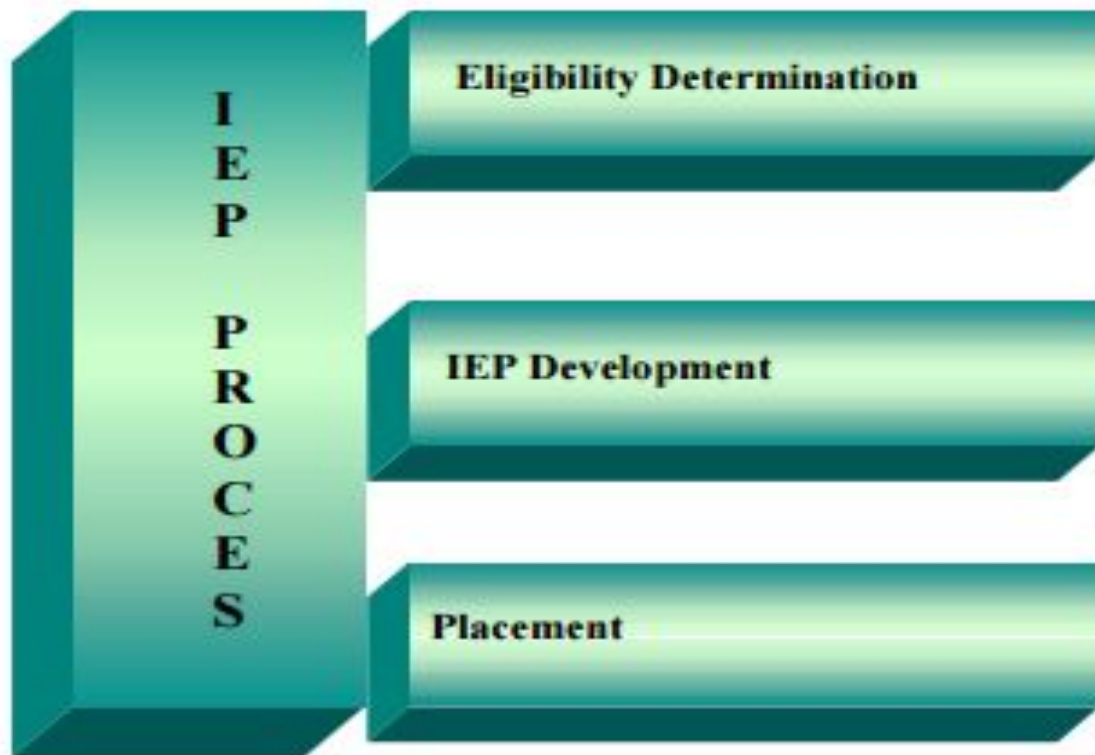 IEP PROCES
Eligibility Determination
IEP Development
Placement